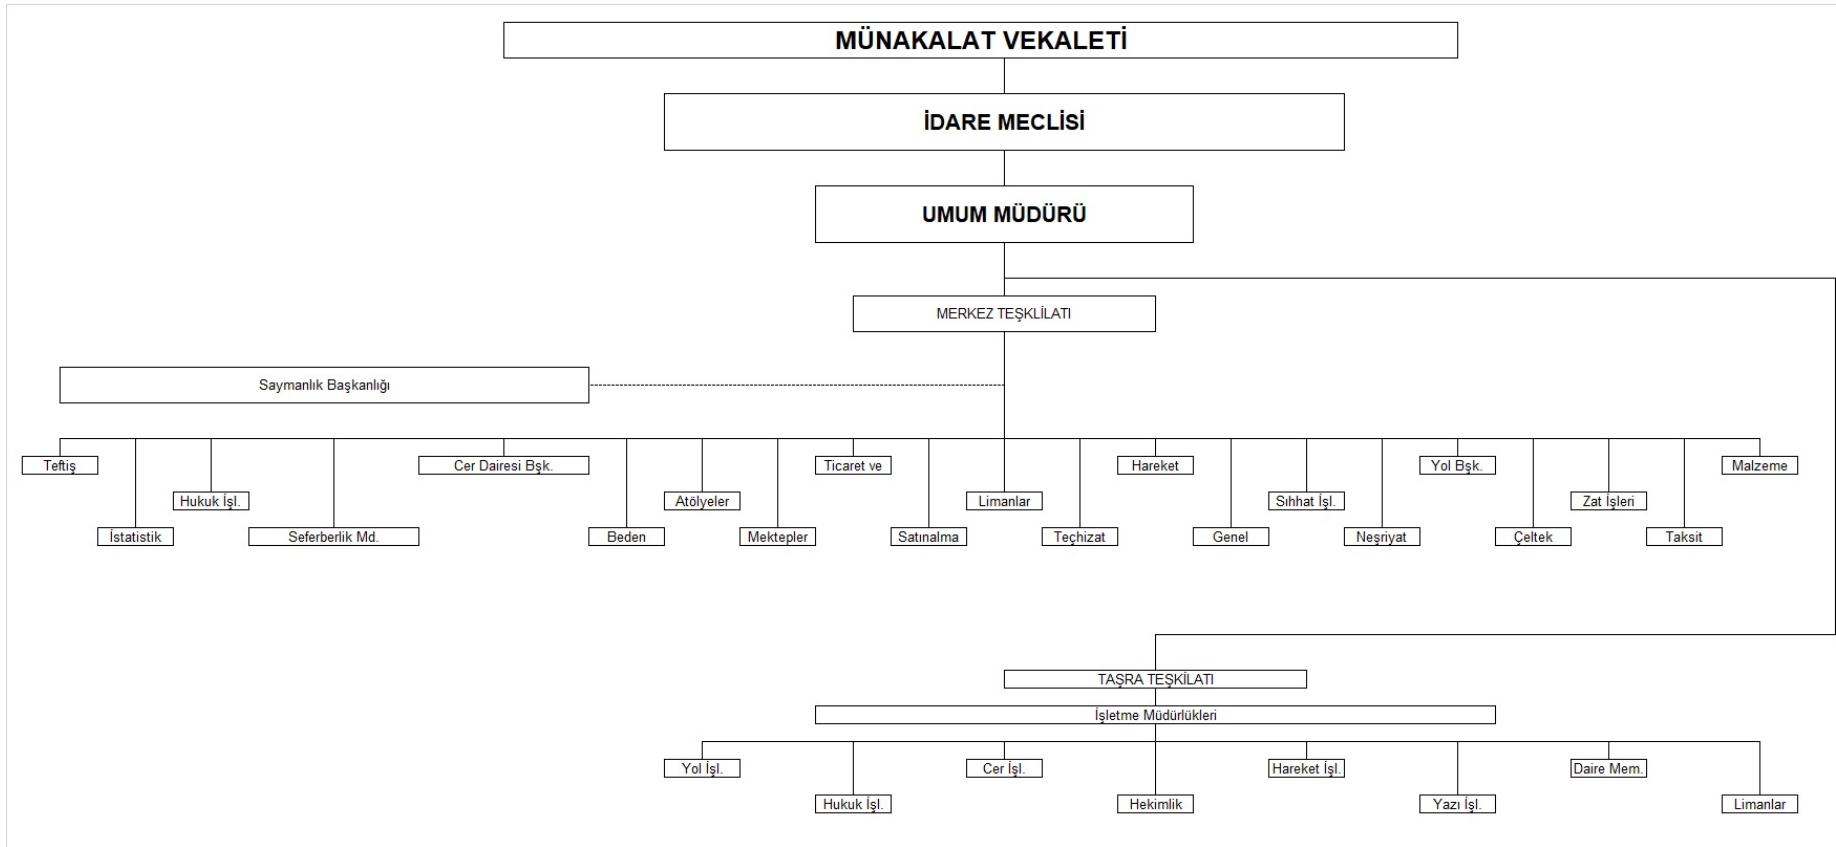 MÜNAKALAT VEKALETİ
İDARE MECLİSİ
UMUM MÜDÜRÜ
MERKEZ TEŞKLİLATI
Saymanlık Başkanlığı
Teftiş
Cer Dairesi Bşk.
Ticaret ve
Hareket
Yol Bşk.
Malzeme
Hukuk İşl.
Atölyeler
Limanlar
Sıhhat İşl.
Zat İşleri
İstatistik
Seferberlik Md.
Beden
Mektepler
Satınalma
Teçhizat
Genel
Neşriyat
Çeltek
Taksit
TAŞRA TEŞKİLATI
İşletme Müdürlükleri
Yol İşl.
Cer İşl.
Hareket İşl.
Daire Mem.
Hukuk İşl.
Hekimlik
Yazı İşl.
Limanlar